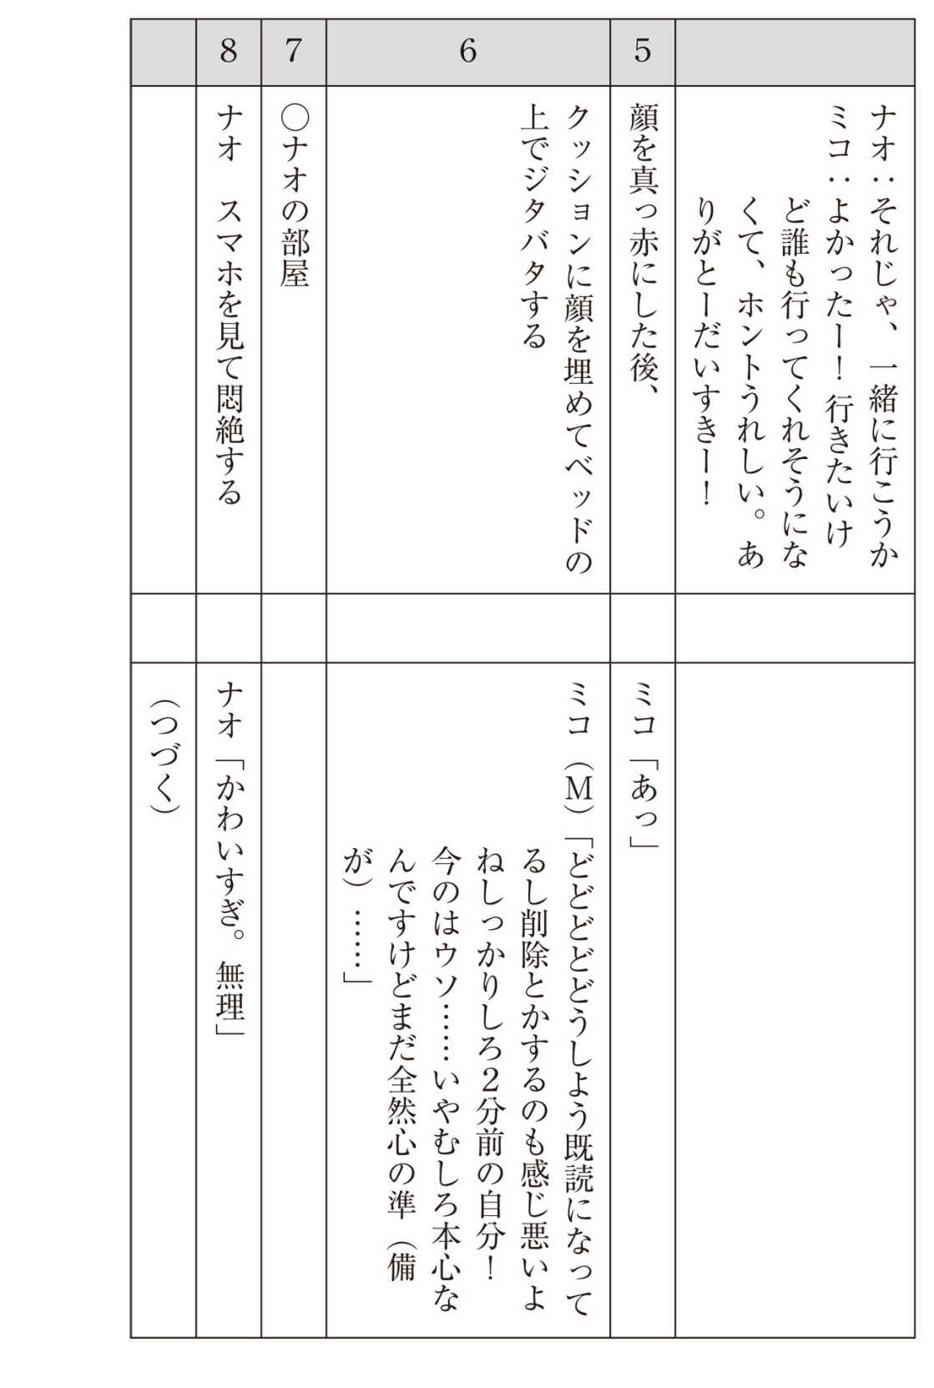 ナオ：それじゃ、一緒に行こうか
ミコ：よかったー！ 行きたいけ
ど誰も行ってくれそうにな
くて、ホントうれしい。あ
りがとーだいすきー！
5
顔を真っ赤にした後、
ミコ「あっ」
6
クッションに顔を埋めてベッドの
上でジタバタする
ミコ（M）「どどどどどうしよう既読になって
るし削除とかするのも感じ悪いよ
ねしっかりしろ2分前の自分！
今のはウソ……いやむしろ本心な
んですけどまだ全然心の準（備
が）……」
7
〇ナオの部屋
8
ナオ　スマホを見て悶絶する
ナオ「かわいすぎ。無理」
（つづく）